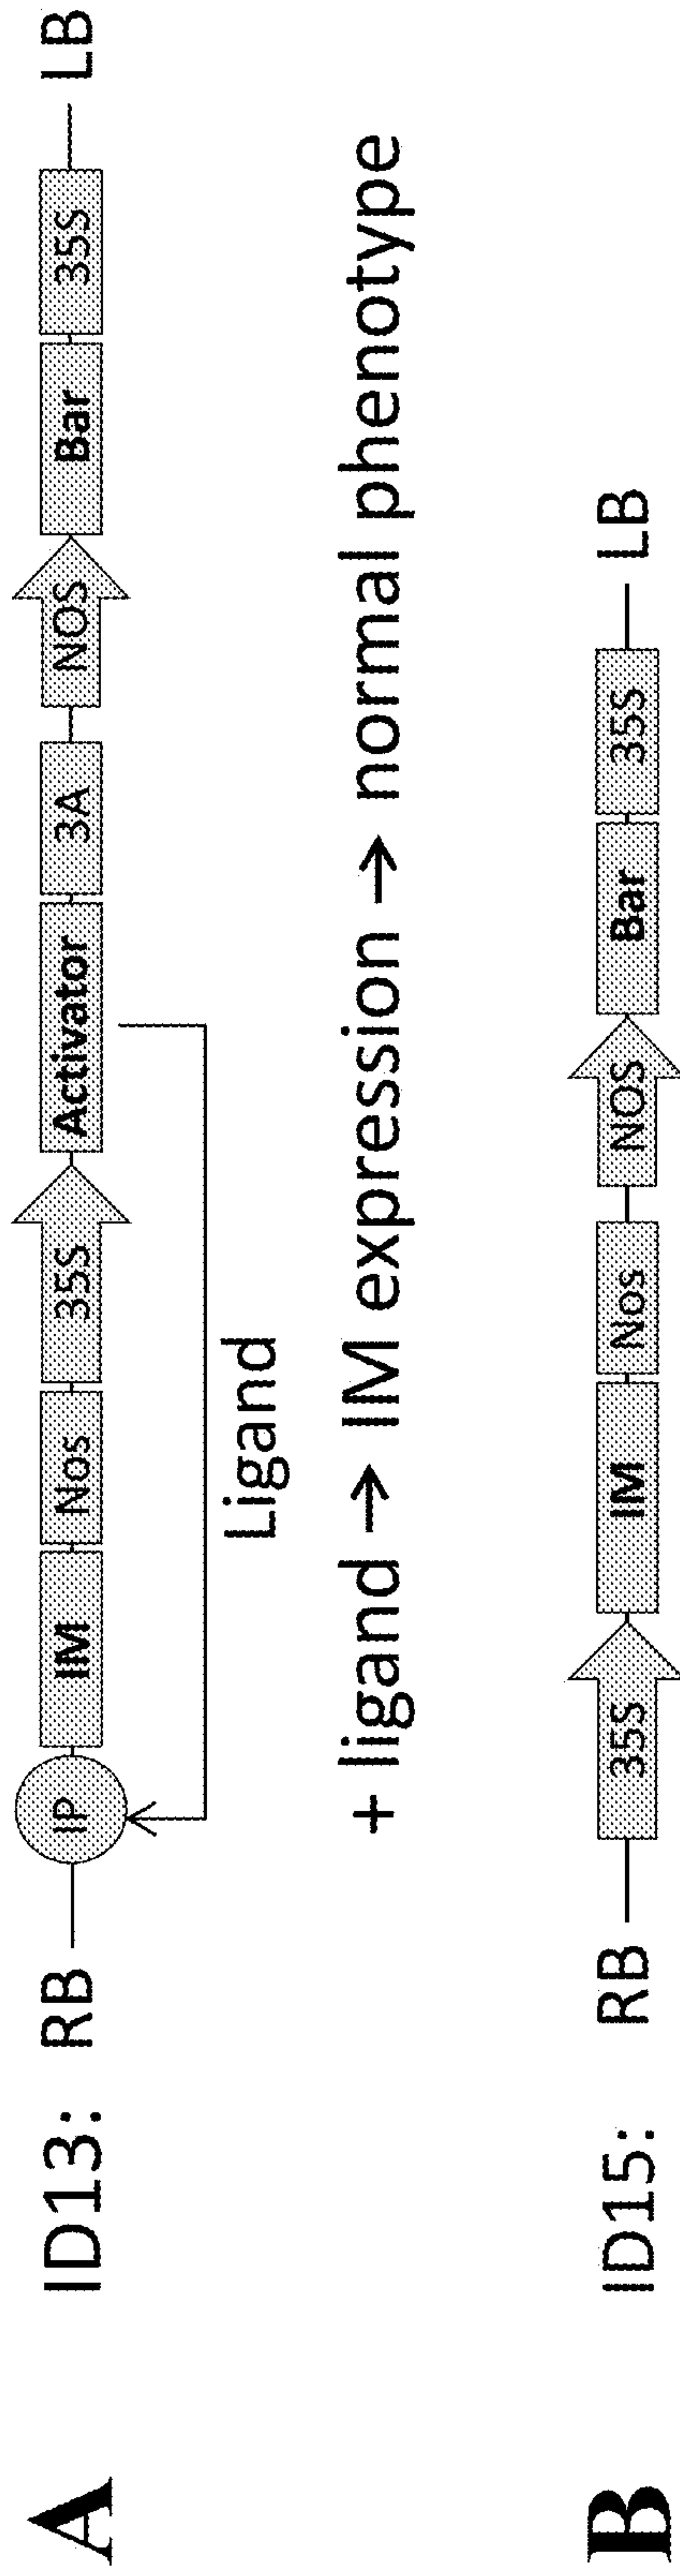 A
ID13: RB IP IM Nos 35S Activator 3A NOS Bar 35S LB
Ligand
+ ligand → IM expression → normal phenotype
B
ID15: RB 35S IM Nos NOS Bar 35S LB